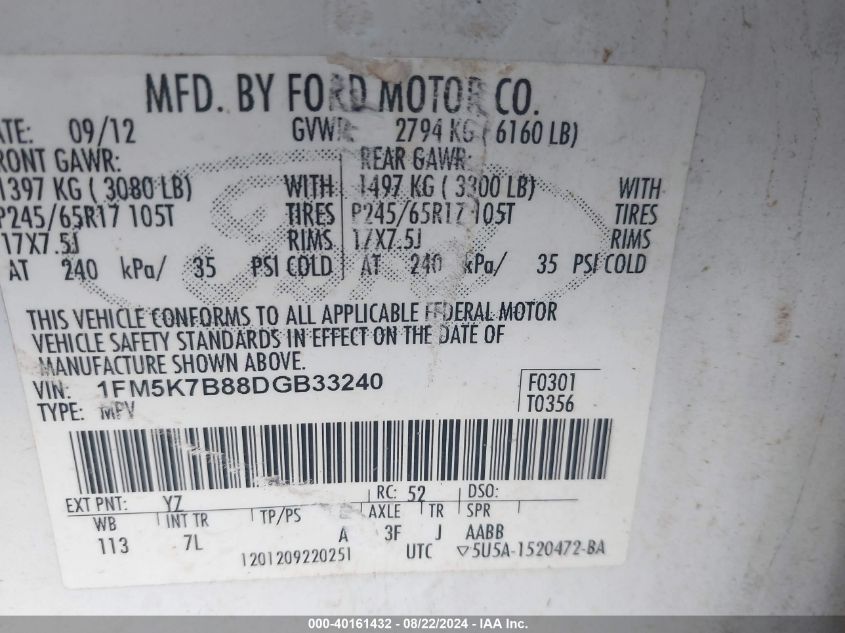 MFD. BY FORD MOTOR CO.
ATE: 09/12 GVWR: 2794 KG ( 6160 LB)
RONT GAWR: REAR GAWR:
1397 KG ( 3080 LB) WITH 1497 KG ( 3300 LB) WITH
P245/65R17 105T TIRES P245/65R17 105T TIRES
17X7.5J RIMS 17X7.5J RIMS
AT 240 kPa/ 35 PSI COLD AT 240 kPa/ 35 PSI COLD
THIS VEHICLE CONFORMS TO ALL APPLICABLE FEDERAL MOTOR
VEHICLE SAFETY STANDARDS IN EFFECT ON THE DATE OF
MANUFACTURE SHOWN ABOVE.
VIN: 1FM5K7B88DGB33240 F0301
TYPE: MPV T0356
EXT PNT: YZ RC: 52 DSO:
WB INT TR TP/PS AXLE TR SPR
113 7L A 3F J AABB
1201209220251 UTC ▽5U5A-1520472-BA
000-40161432 - 08/22/2024 - IAA Inc.